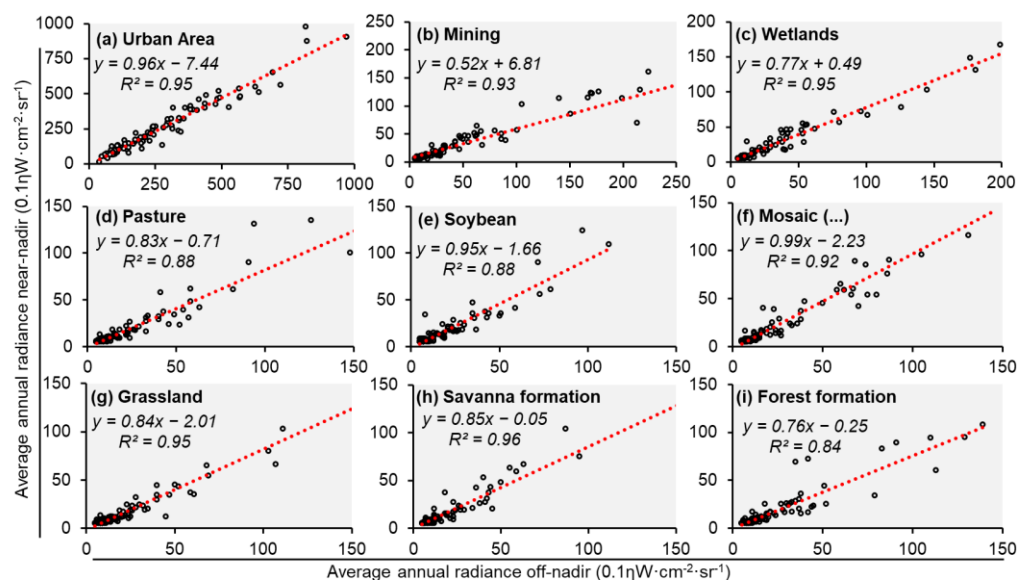 Average annual radiance near-nadir (0.1ηW·cm⁻²·sr¹)
(a) Urban Area
y = 0.96x − 7.44
R² = 0.95
1000
750
500
250
0
0 250 500 750 1000
(b) Mining
y = 0.52x + 6.81
R² = 0.93
250
200
150
100
50
0
0 50 100 150 200 250
(c) Wetlands
y = 0.77x + 0.49
R² = 0.95
200
150
100
50
0
0 50 100 150 200
(d) Pasture
y = 0.83x − 0.71
R² = 0.88
150
100
50
0
0 50 100 150
(e) Soybean
y = 0.95x − 1.66
R² = 0.88
150
100
50
0
0 50 100 150
(f) Mosaic (...)
y = 0.99x − 2.23
R² = 0.92
150
100
50
0
0 50 100 150
(g) Grassland
y = 0.84x − 2.01
R² = 0.95
150
100
50
0
0 50 100 150
(h) Savanna formation
y = 0.85x − 0.05
R² = 0.96
150
100
50
0
0 50 100 150
(i) Forest formation
y = 0.76x − 0.25
R² = 0.84
150
100
50
0
0 50 100 150
Average annual radiance off-nadir (0.1ηW·cm⁻²·sr¹)